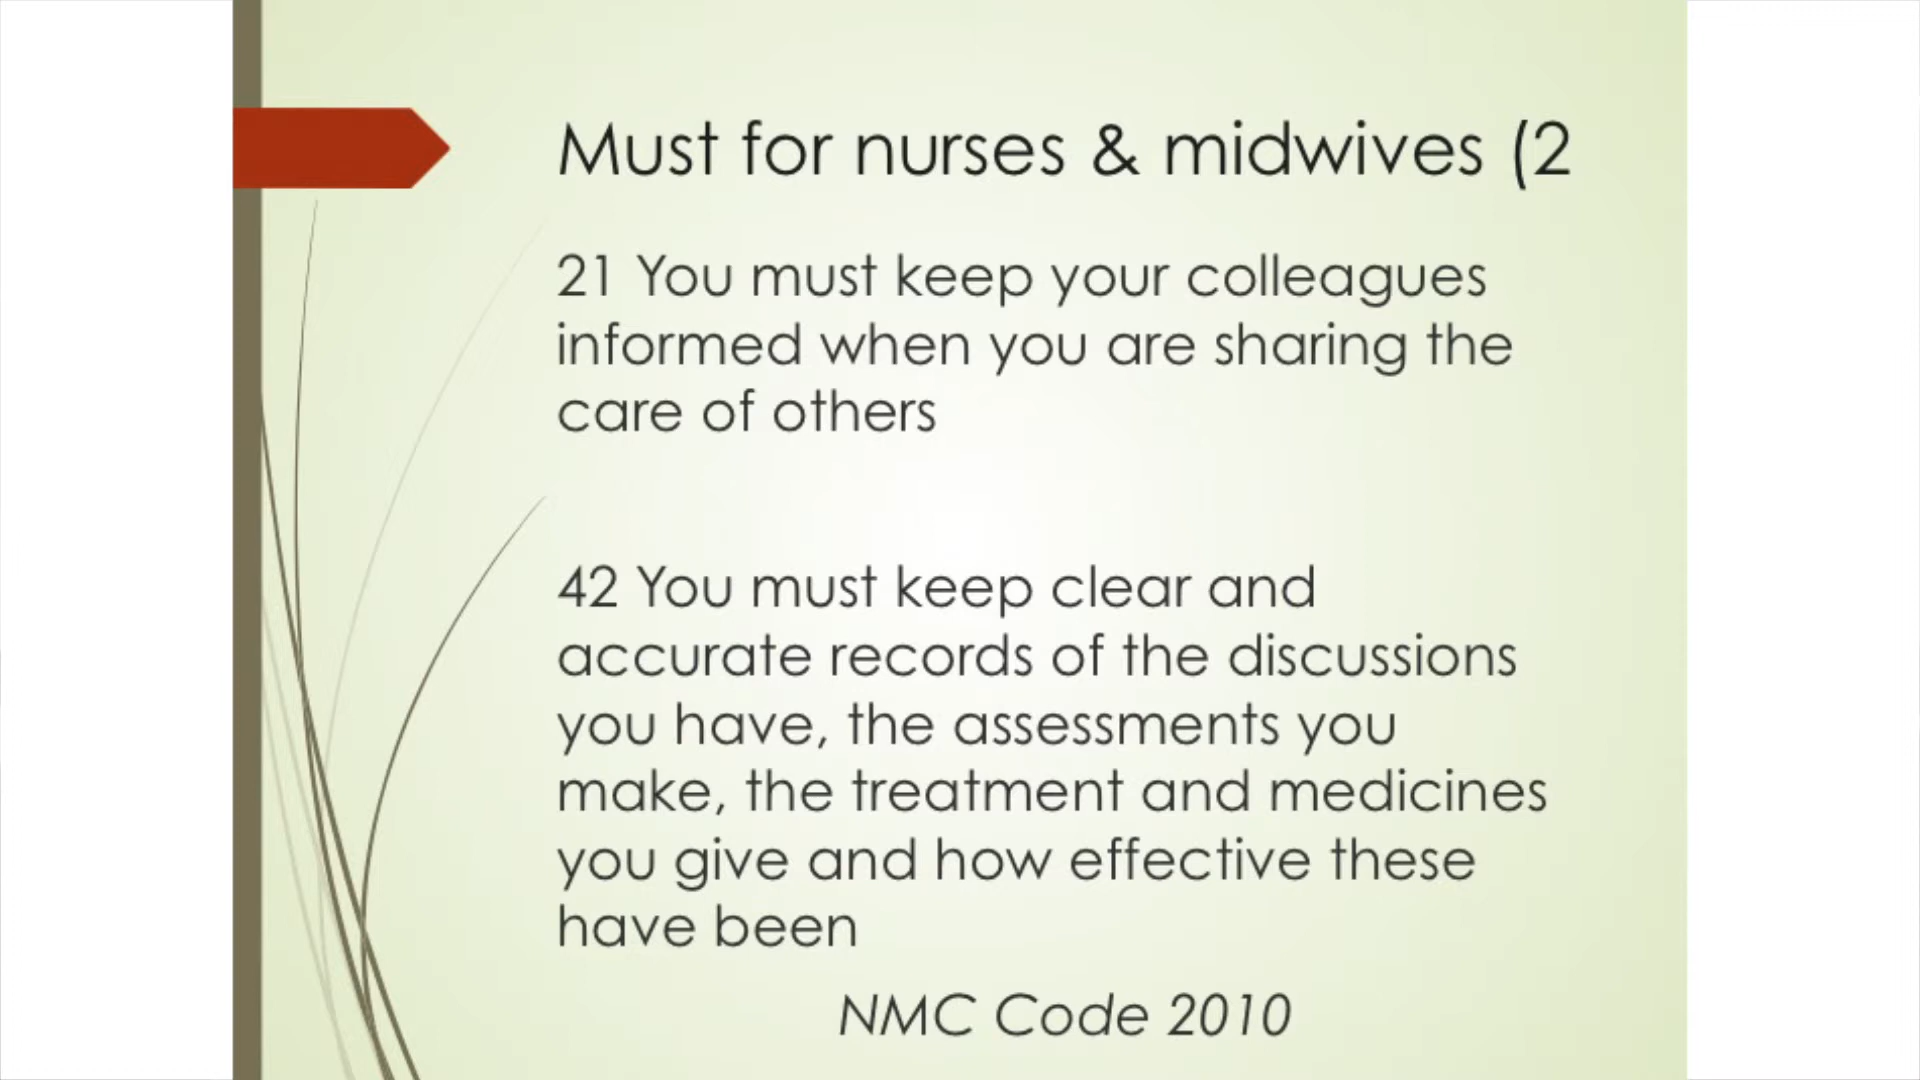 Must for nurses & midwives (2
21 You must keep your colleagues
informed when you are sharing the
care of others
42 You must keep clear and
accurate records of the discussions
you have, the assessments you
make, the treatment and medicines
you give and how effective these
have been
NMC Code 2010